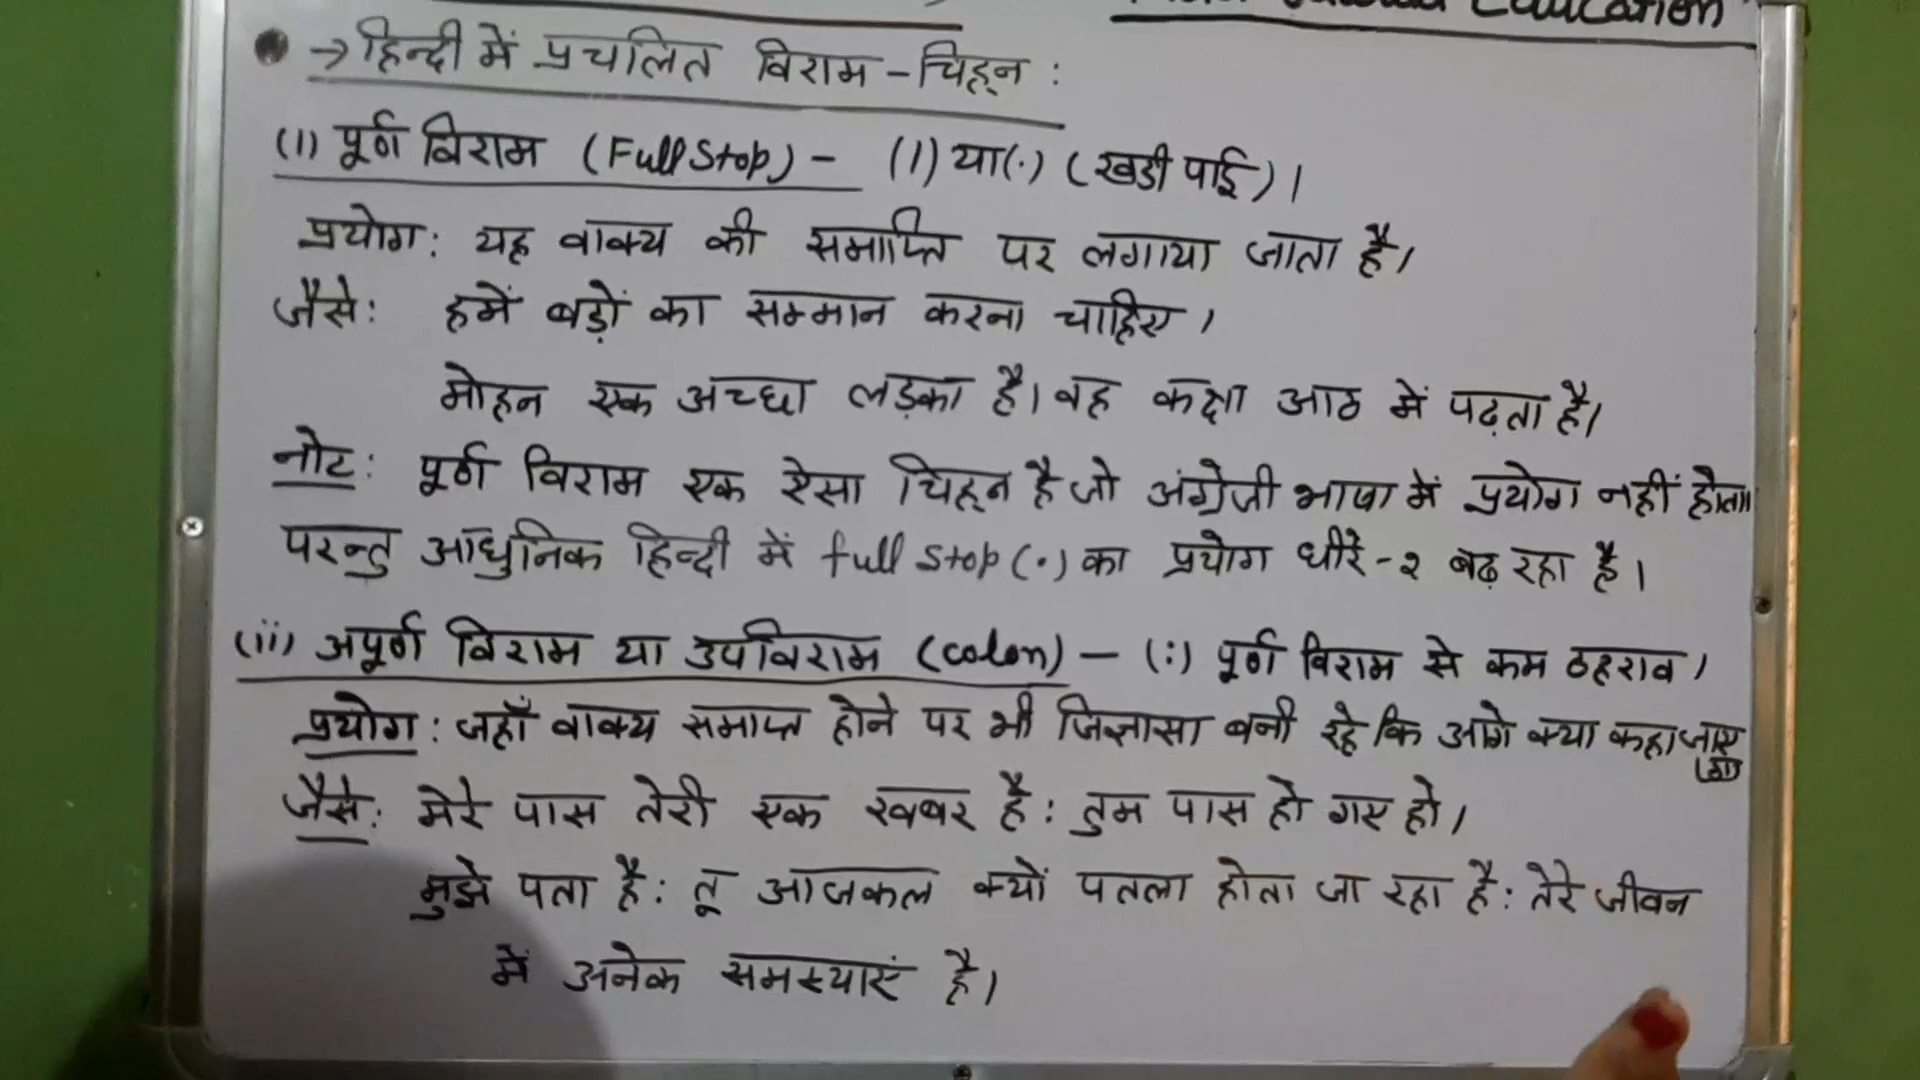 Education
→ हिन्दी में प्रचलित विराम-चिह्न :
(i) पूर्ण विराम (Full Stop) - (।) या (.) (खडी पाई)।
प्रयोग: यह वाक्य की समाप्ति पर लगाया जाता है।
जैसे: हमें बड़ों का सम्मान करना चाहिए।
मोहन एक अच्छा लड़का है। वह कक्षा आठ में पढ़ता है।
नोट: पूर्ण विराम एक ऐसा चिह्न है जो अंग्रेजी भाषा में प्रयोग नहीं होता।
परन्तु आधुनिक हिन्दी में full stop (.) का प्रयोग धीरे-२ बढ़ रहा है।
(ii) अपूर्ण विराम या उपविराम (colon) – (:) पूर्ण विराम से कम ठहराव।
प्रयोग: जहाँ वाक्य समाप्त होने पर भी जिज्ञासा बनी रहे कि आगे क्या कहा जाएगा
जैसे: मेरे पास तेरी एक खबर है: तुम पास हो गए हो।
मुझे पता है: तू आजकल क्यों पतला होता जा रहा है: तेरे जीवन
में अनेक समस्याएं है।